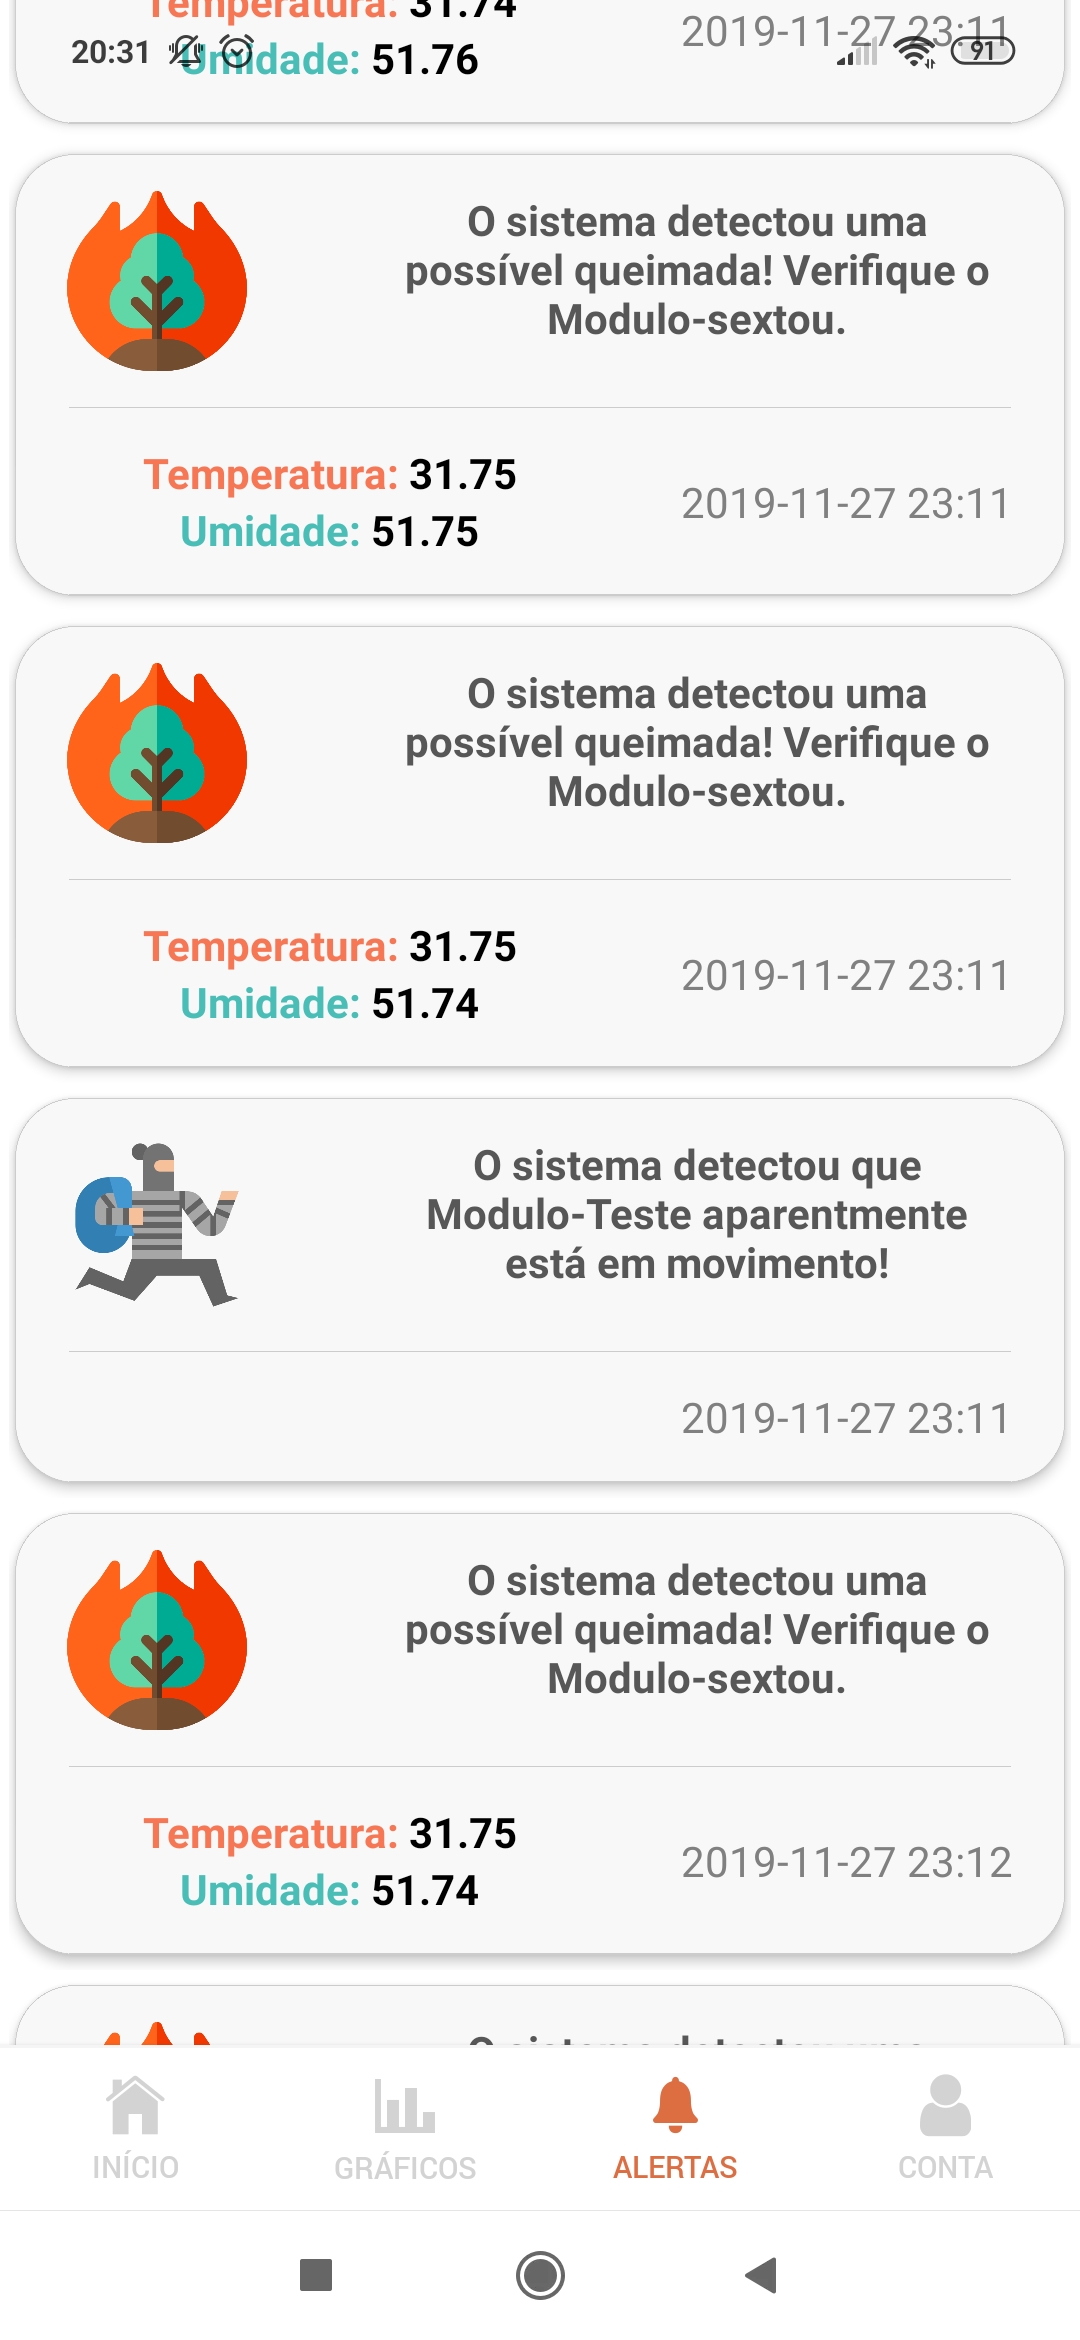 Temperatura: 31.74
2019-11-27 23:11
20:31
91
Umidade: 51.76
O sistema detectou uma
possível queimada! Verifique o
Modulo-sextou.
Temperatura: 31.75
2019-11-27 23:11
Umidade: 51.75
O sistema detectou uma
possível queimada! Verifique o
Modulo-sextou.
Temperatura: 31.75
2019-11-27 23:11
Umidade: 51.74
O sistema detectou que
Modulo-Teste aparentmente
está em movimento!
2019-11-27 23:11
O sistema detectou uma
possível queimada! Verifique o
Modulo-sextou.
Temperatura: 31.75
2019-11-27 23:12
Umidade: 51.74
O sistema detectou uma
INÍCIO
GRÁFICOS
ALERTAS
CONTA